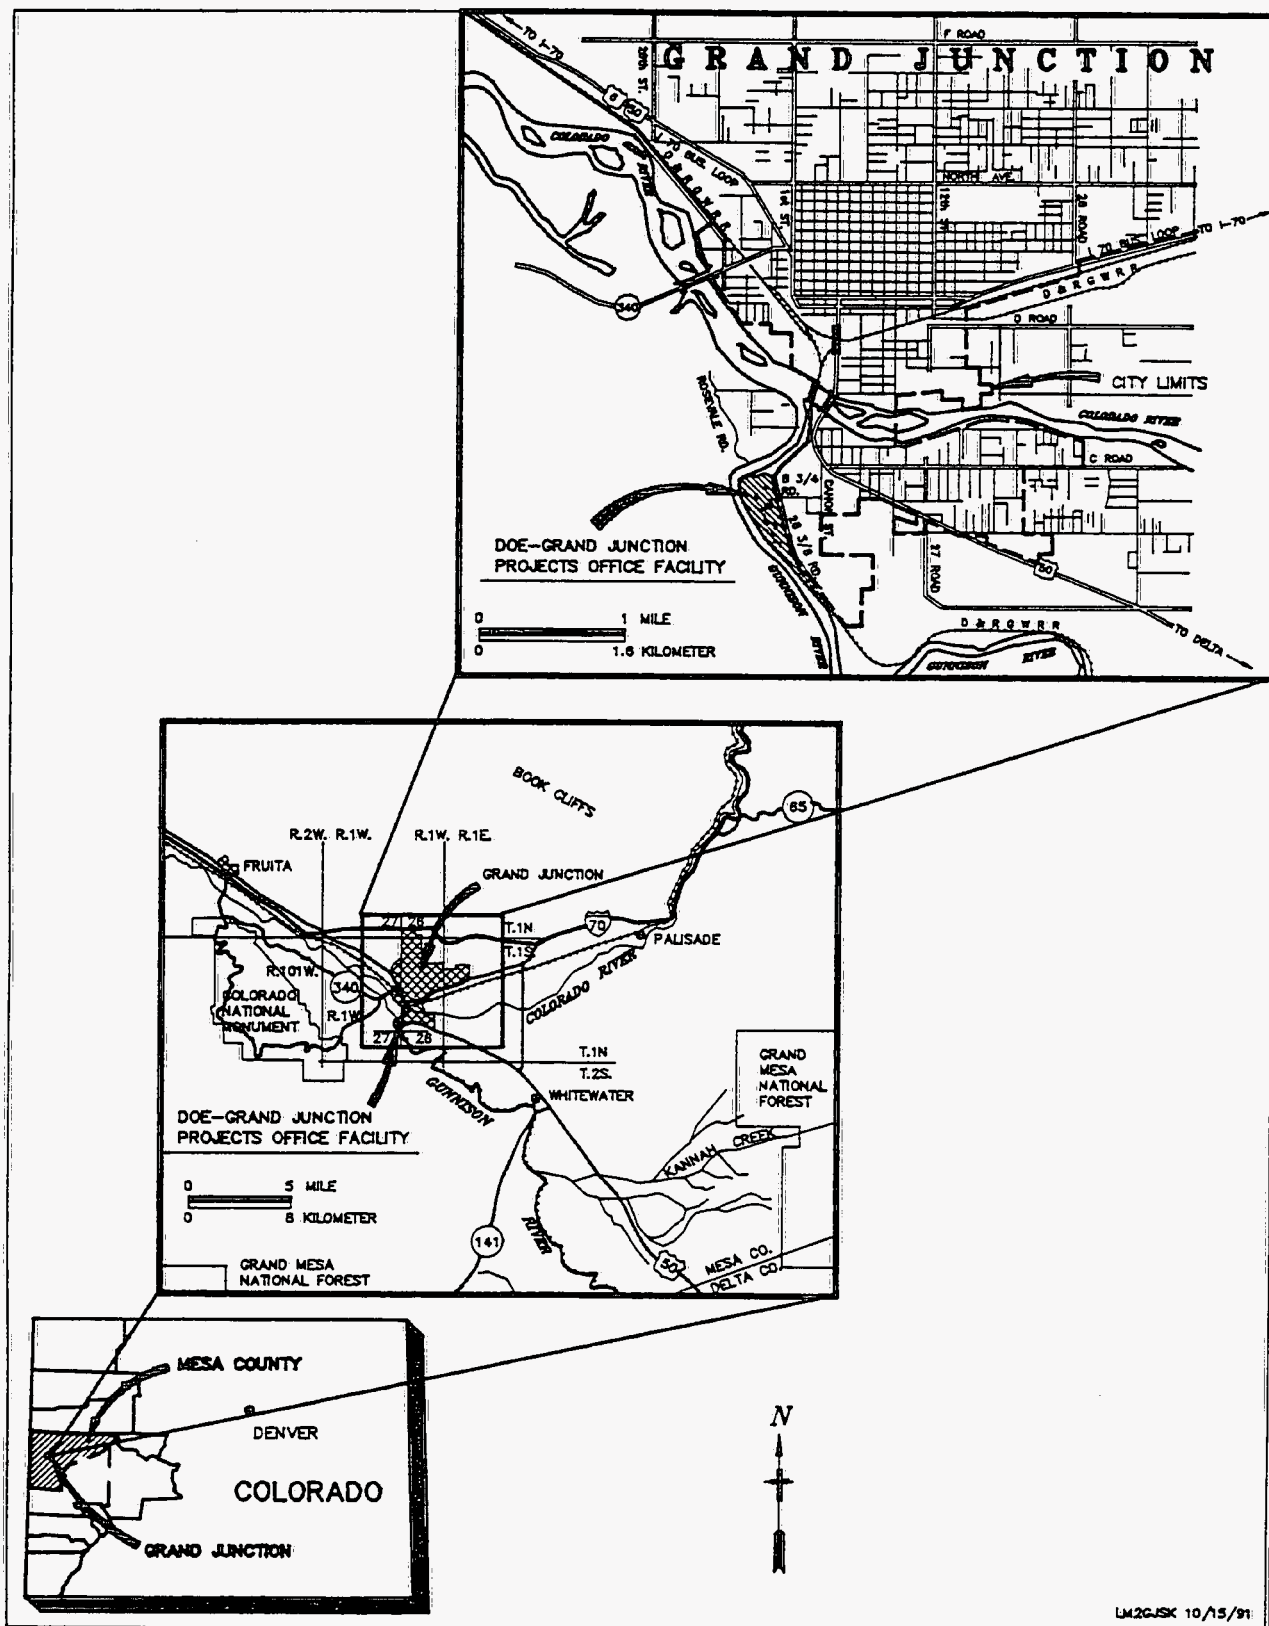 F ROAD
GRAND JUNCTION
TO I-70
6
50
I-70 BUS. LOOP
COLORADO
RIVER
D & R G W R R
NORTH AVE.
1st ST.
12th ST.
28 ROAD
I-70 BUS. LOOP
TO I-70
D & R G W R R
340
D ROAD
CITY LIMITS
ROSEVALE RD.
COLORADO RIVER
C ROAD
B 3/4
RD.
CANON ST.
27 ROAD
DOE-GRAND JUNCTION
PROJECTS OFFICE FACILITY
50
GUNNISON
RIVER
0 1 MILE
0 1.6 KILOMETER
D & R G W R R
GUNNISON RIVER
TO DELTA
BOOK CLIFFS
65
R.2W. R.1W. R.1W. R.1E.
FRUITA
GRAND JUNCTION
27 28
T.1N
T.1S
70
PALISADE
R.101W.
340
COLORADO
NATIONAL
MONUMENT
R.1W
COLORADO RIVER
27 28
T.1N
T.2S.
GRAND
MESA
NATIONAL
FOREST
GUNNISON
WHITEWATER
DOE-GRAND JUNCTION
PROJECTS OFFICE FACILITY
KANNAH CREEK
0 5 MILE
0 8 KILOMETER
141
RIVER
50
MESA CO.
DELTA CO.
GRAND MESA
NATIONAL FOREST
MESA COUNTY
DENVER
COLORADO
GRAND JUNCTION
N
LM2GJSK 10/15/91